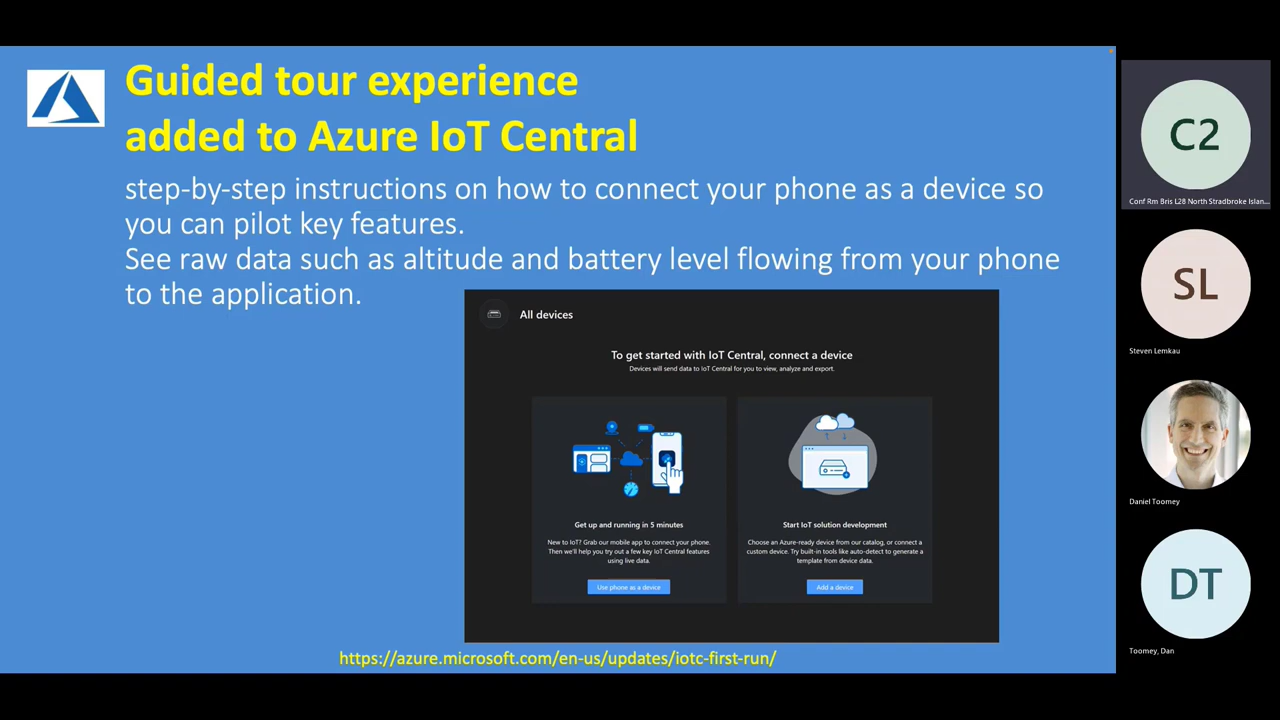 Guided tour experience
added to Azure IoT Central
step-by-step instructions on how to connect your phone as a device so
you can pilot key features.
See raw data such as altitude and battery level flowing from your phone
to the application.
All devices
To get started with IoT Central, connect a device
Devices will send data to IoT Central for you to view, analyze and export.
Get up and running in 5 minutes
New to IoT? Grab our mobile app to connect your phone.
Then we'll help you try out a few key IoT Central features
using live data.
Use phone as a device
Start IoT solution development
Choose an Azure-ready device from our catalog, or connect a
custom device. Try built-in tools like auto-detect to generate a
template from device data.
Add a device
https://azure.microsoft.com/en-us/updates/iotc-first-run/
C2
Conf Rm Bris L28 North Stradbroke Islan...
SL
Steven Lemkau
Daniel Toomey
DT
Toomey, Dan